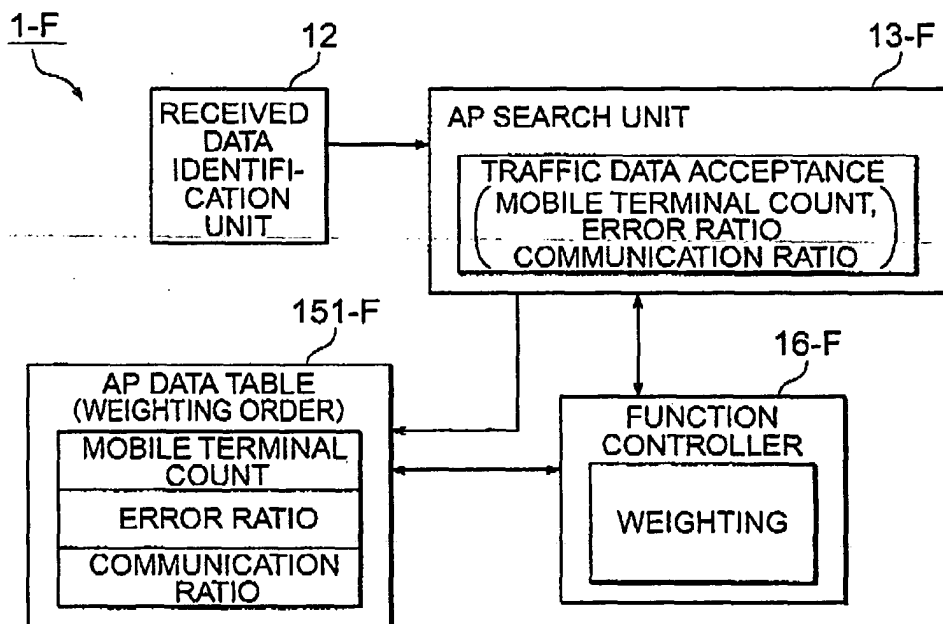 1-F
12
13-F
RECEIVED
DATA
IDENTIFI-
CATION
UNIT
AP SEARCH UNIT
TRAFFIC DATA ACCEPTANCE
(MOBILE TERMINAL COUNT,
ERROR RATIO
COMMUNICATION RATIO)
151-F
AP DATA TABLE
(WEIGHTING ORDER)
MOBILE TERMINAL
COUNT
ERROR RATIO
COMMUNICATION
RATIO
16-F
FUNCTION
CONTROLLER
WEIGHTING